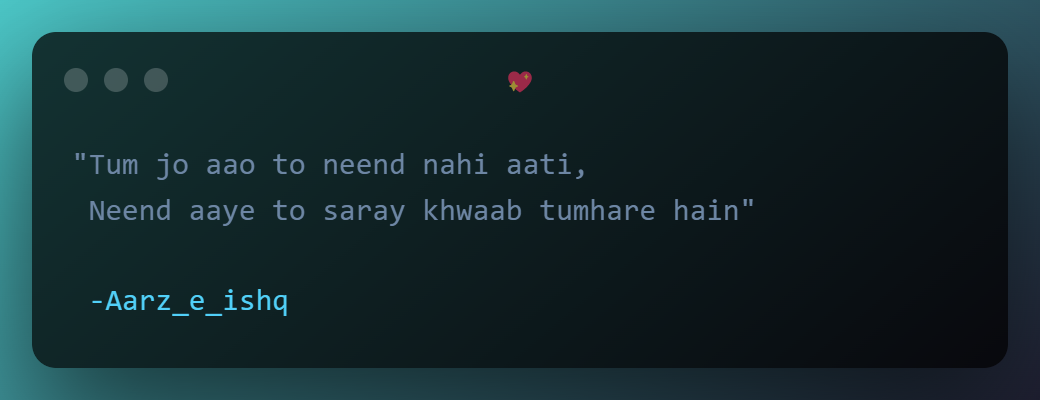 "Tum jo aao to neend nahi aati,
Neend aaye to saray khwaab tumhare hain"
-Aarz_e_ishq